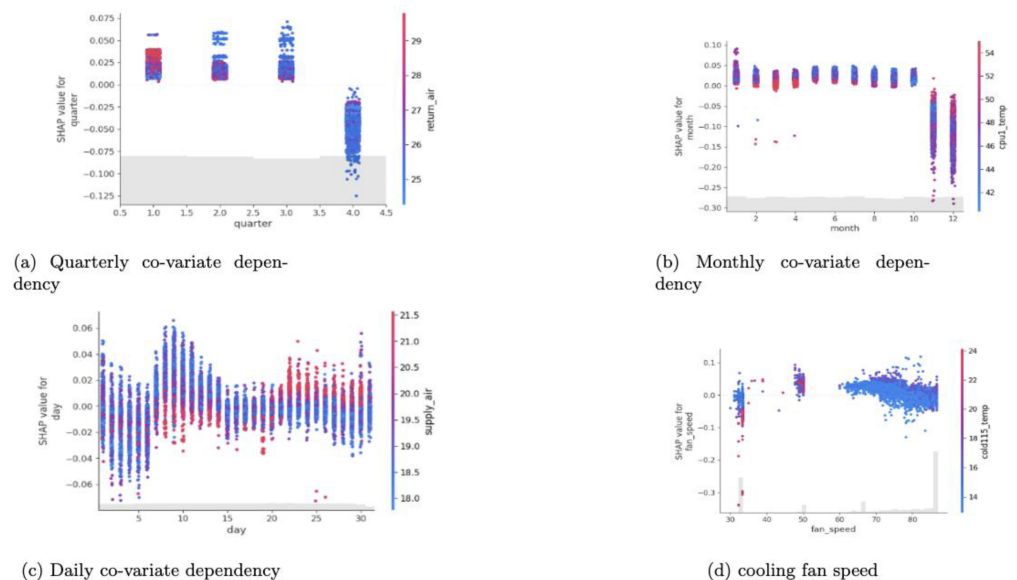 0.075
0.050
0.025
0.000
−0.025
−0.050
−0.075
−0.100
−0.125
SHAP value for
quarter
0.5 1.0 1.5 2.0 2.5 3.0 3.5 4.0 4.5
quarter
29
28
27
26
25
return_air
(a) Quarterly co-variate depen-
dency
0.10
0.05
0.00
−0.05
−0.10
−0.15
−0.20
−0.25
−0.30
SHAP value for
month
2 4 6 8 10 12
month
54
52
50
48
46
44
42
cpu1_temp
(b) Monthly co-variate depen-
dency
0.06
0.04
0.02
0.00
−0.02
−0.04
−0.06
SHAP value for
day
5 10 15 20 25 30
day
21.5
21.0
20.5
20.0
19.5
19.0
18.5
18.0
supply_air
(c) Daily co-variate dependency
0.1
0.0
−0.1
−0.2
−0.3
SHAP value for
fan_speed
30 40 50 60 70 80
fan_speed
24
22
20
18
16
14
cold115_temp
(d) cooling fan speed